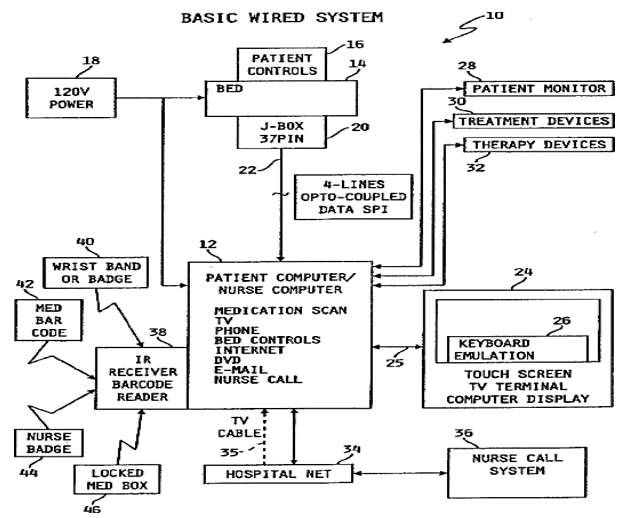 BASIC WIRED SYSTEM
10
16
PATIENT
CONTROLS
18
120V
POWER
14
BED
J-BOX
37PIN
20
22
28
PATIENT MONITOR
30
TREATMENT DEVICES
THERAPY DEVICES
32
4-LINES
OPTO-COUPLED
DATA SPI
12
PATIENT COMPUTER/
NURSE COMPUTER
MEDICATION SCAN
TV
PHONE
BED CONTROLS
INTERNET
DVD
E-MAIL
NURSE CALL
40
WRIST BAND
OR BADGE
42
MED
BAR
CODE
38
IR
RECEIVER
BARCODE
READER
NURSE
BADGE
44
LOCKED
MED BOX
46
24
26
KEYBOARD
EMULATION
TOUCH SCREEN
TV TERMINAL
COMPUTER DISPLAY
25
TV
CABLE
35
34
HOSPITAL NET
36
NURSE CALL
SYSTEM